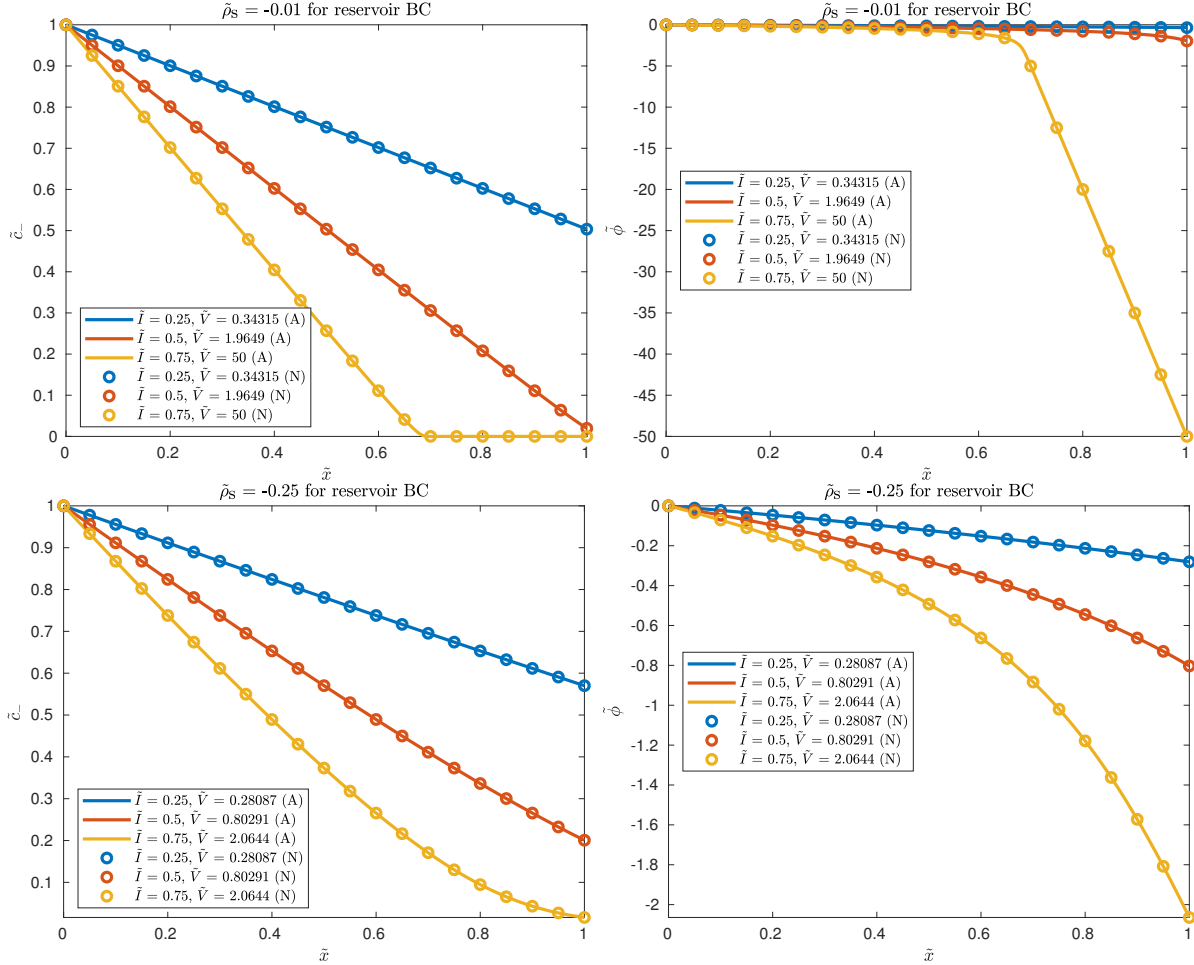 ρ̃s = -0.01 for reservoir BC
1
0.9
0.8
0.7
0.6
0.5
0.4
0.3
0.2
0.1
0
c̃₋
Ĩ = 0.25, Ṽ = 0.34315 (A)
Ĩ = 0.5, Ṽ = 1.9649 (A)
Ĩ = 0.75, Ṽ = 50 (A)
Ĩ = 0.25, Ṽ = 0.34315 (N)
Ĩ = 0.5, Ṽ = 1.9649 (N)
Ĩ = 0.75, Ṽ = 50 (N)
0 0.2 0.4 0.6 0.8 1
x̃
ρ̃s = -0.01 for reservoir BC
0
-5
-10
-15
-20
-25
-30
-35
-40
-45
-50
ϕ̃
Ĩ = 0.25, Ṽ = 0.34315 (A)
Ĩ = 0.5, Ṽ = 1.9649 (A)
Ĩ = 0.75, Ṽ = 50 (A)
Ĩ = 0.25, Ṽ = 0.34315 (N)
Ĩ = 0.5, Ṽ = 1.9649 (N)
Ĩ = 0.75, Ṽ = 50 (N)
0 0.2 0.4 0.6 0.8 1
x̃
ρ̃s = -0.25 for reservoir BC
1
0.9
0.8
0.7
0.6
0.5
0.4
0.3
0.2
0.1
c̃₋
Ĩ = 0.25, Ṽ = 0.28087 (A)
Ĩ = 0.5, Ṽ = 0.80291 (A)
Ĩ = 0.75, Ṽ = 2.0644 (A)
Ĩ = 0.25, Ṽ = 0.28087 (N)
Ĩ = 0.5, Ṽ = 0.80291 (N)
Ĩ = 0.75, Ṽ = 2.0644 (N)
0 0.2 0.4 0.6 0.8 1
x̃
ρ̃s = -0.25 for reservoir BC
0
-0.2
-0.4
-0.6
-0.8
-1
-1.2
-1.4
-1.6
-1.8
-2
ϕ̃
Ĩ = 0.25, Ṽ = 0.28087 (A)
Ĩ = 0.5, Ṽ = 0.80291 (A)
Ĩ = 0.75, Ṽ = 2.0644 (A)
Ĩ = 0.25, Ṽ = 0.28087 (N)
Ĩ = 0.5, Ṽ = 0.80291 (N)
Ĩ = 0.75, Ṽ = 2.0644 (N)
0 0.2 0.4 0.6 0.8 1
x̃